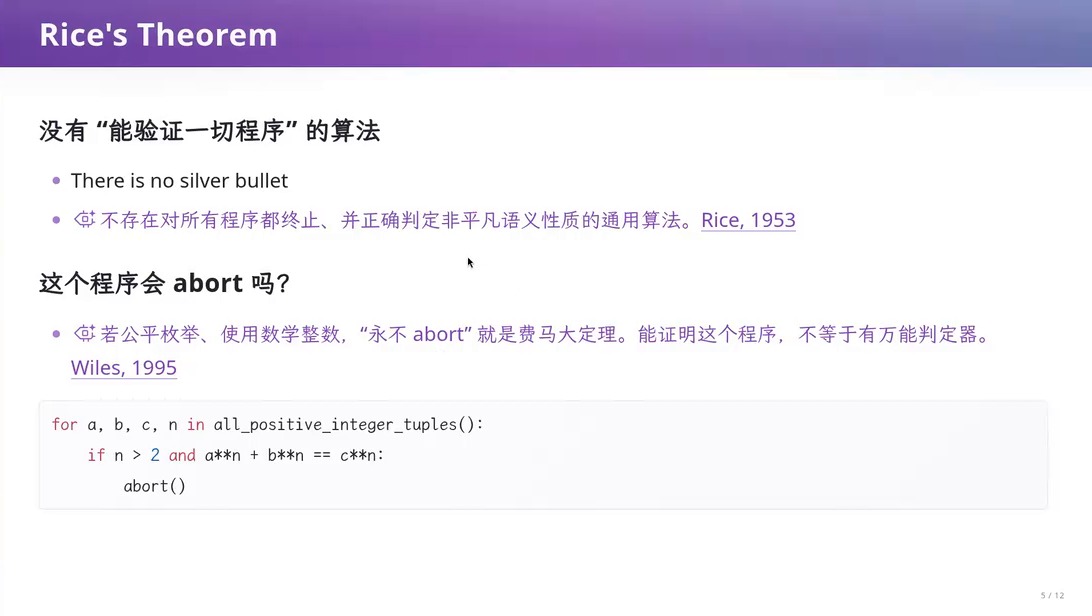 Rice's Theorem
没有 “能验证一切程序” 的算法
There is no silver bullet
不存在对所有程序都终止、并正确判定非平凡语义性质的通用算法。Rice, 1953
这个程序会 abort 吗？
若公平枚举、使用数学整数，“永不 abort” 就是费马大定理。能证明这个程序，不等于有万能判定器。
Wiles, 1995
for a, b, c, n in all_positive_integer_tuples():
    if n > 2 and a**n + b**n == c**n:
        abort()
5 / 12